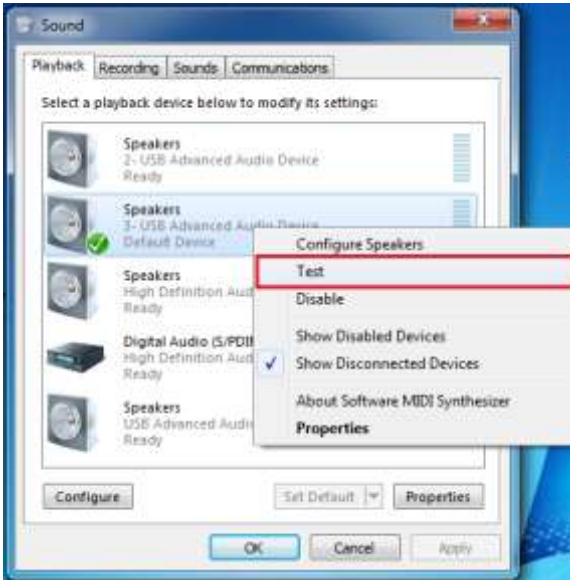 Sound
Playback Recording Sounds Communications
Select a playback device below to modify its settings:
Speakers
2- USB Advanced Audio Device
Ready
Speakers
3- USB Advanced Audio Device
Default Device
Configure Speakers
Test
Disable
Show Disabled Devices
Show Disconnected Devices
About Software MIDI Synthesizer
Properties
Speakers
High Definition Aud
Ready
Digital Audio (S/PDIF
High Definition Aud
Ready
Speakers
USB Advanced Audio
Ready
Configure Set Default Properties
OK Cancel Apply